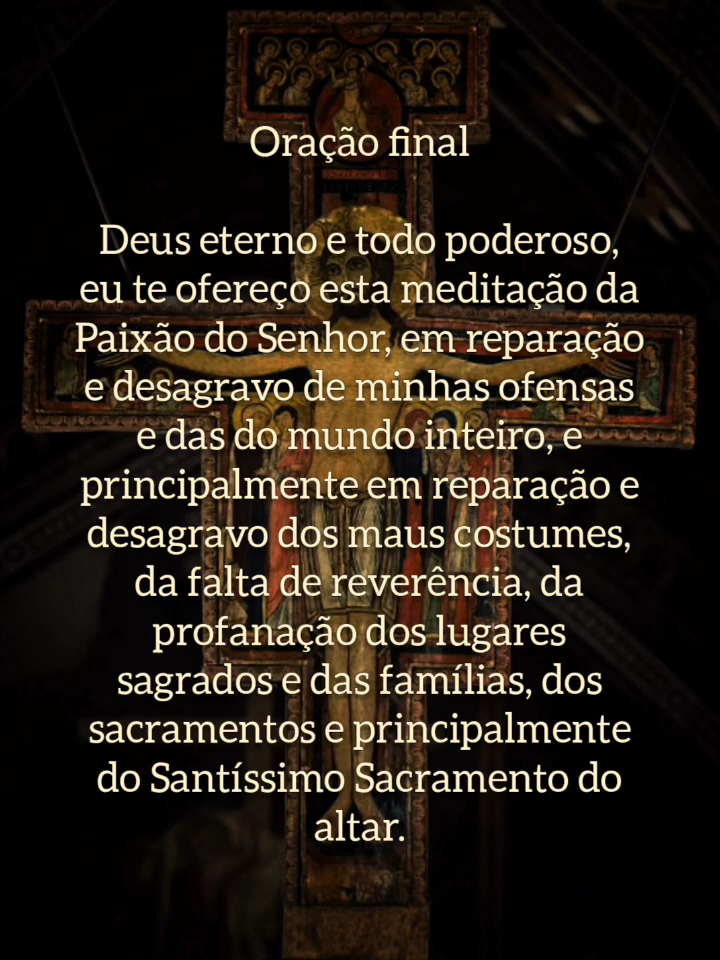 Oração final
Deus eterno e todo poderoso,
eu te ofereço esta meditação da
Paixão do Senhor, em reparação
e desagravo de minhas ofensas
e das do mundo inteiro, e
principalmente em reparação e
desagravo dos maus costumes,
da falta de reverência, da
profanação dos lugares
sagrados e das famílias, dos
sacramentos e principalmente
do Santíssimo Sacramento do
altar.